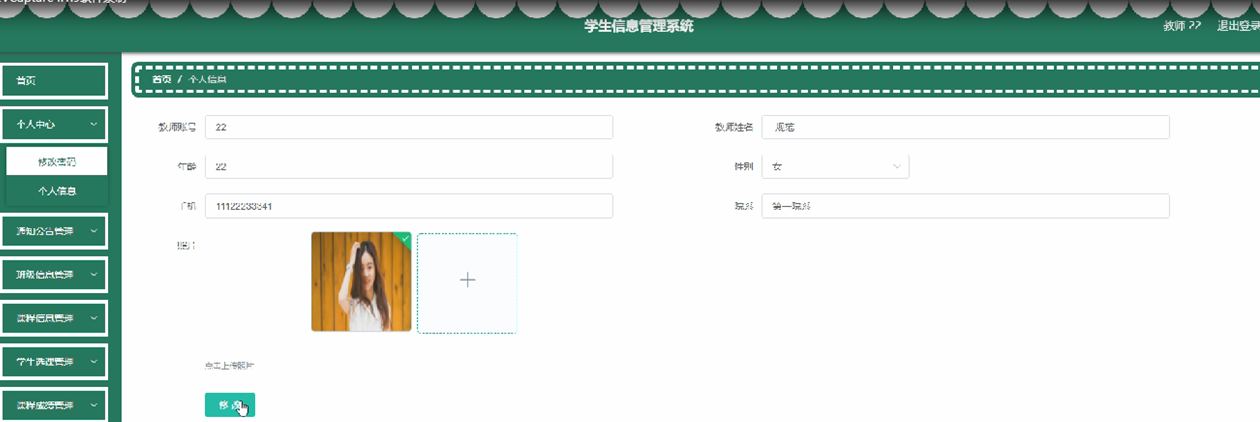 学生信息管理系统
教师 22 退出登录
首页
首页 / 个人信息
个人中心
修改密码
个人信息
通知公告管理
班级信息管理
课程信息管理
学生选课管理
课程成绩管理
教师账号 22
教师姓名
年龄 22
性别 女
手机 11122233341
院系 第一院系
照片
点击上传照片
修改